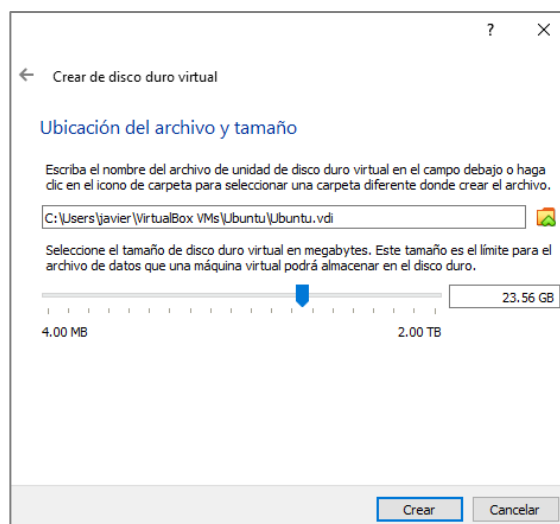 ?
Crear de disco duro virtual
Ubicación del archivo y tamaño
Escriba el nombre del archivo de unidad de disco duro virtual en el campo debajo o haga
clic en el icono de carpeta para seleccionar una carpeta diferente donde crear el archivo.
C:\Users\javier\VirtualBox VMs\Ubuntu\Ubuntu.vdi
Seleccione el tamaño de disco duro virtual en megabytes. Este tamaño es el límite para el
archivo de datos que una máquina virtual podrá almacenar en el disco duro.
23.56 GB
4.00 MB 2.00 TB
Crear Cancelar